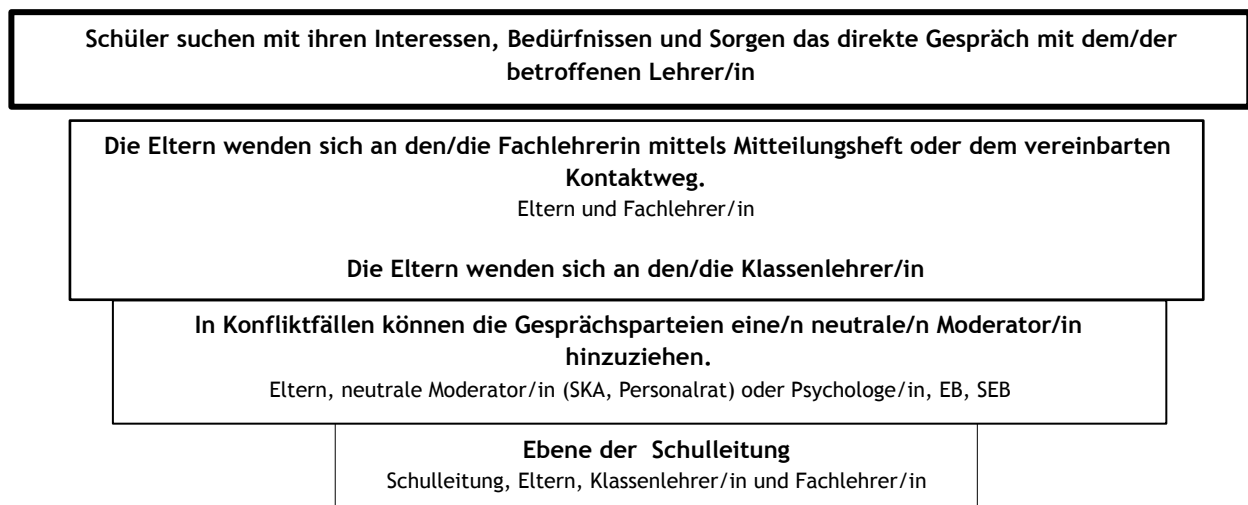 Schüler suchen mit ihren Interessen, Bedürfnissen und Sorgen das direkte Gespräch mit dem/der
betroffenen Lehrer/in
Die Eltern wenden sich an den/die Fachlehrerin mittels Mitteilungsheft oder dem vereinbarten
Kontaktweg.
Eltern und Fachlehrer/in
Die Eltern wenden sich an den/die Klassenlehrer/in
In Konfliktfällen können die Gesprächsparteien eine/n neutrale/n Moderator/in
hinzuziehen.
Eltern, neutrale Moderator/in (SKA, Personalrat) oder Psychologe/in, EB, SEB
Ebene der Schulleitung
Schulleitung, Eltern, Klassenlehrer/in und Fachlehrer/in